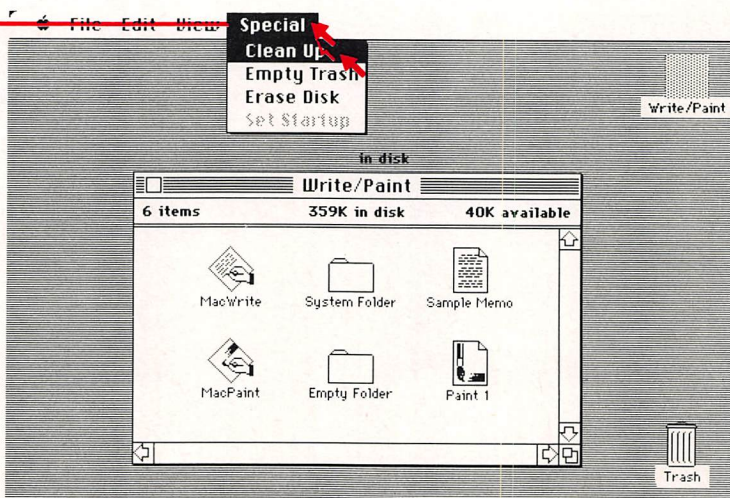 File Edit View Special
Clean Up
Empty Trash
Erase Disk
Set Startup
Write/Paint
in disk
Write/Paint
6 items 359K in disk 40K available
MacWrite System Folder Sample Memo
MacPaint Empty Folder Paint 1
Trash